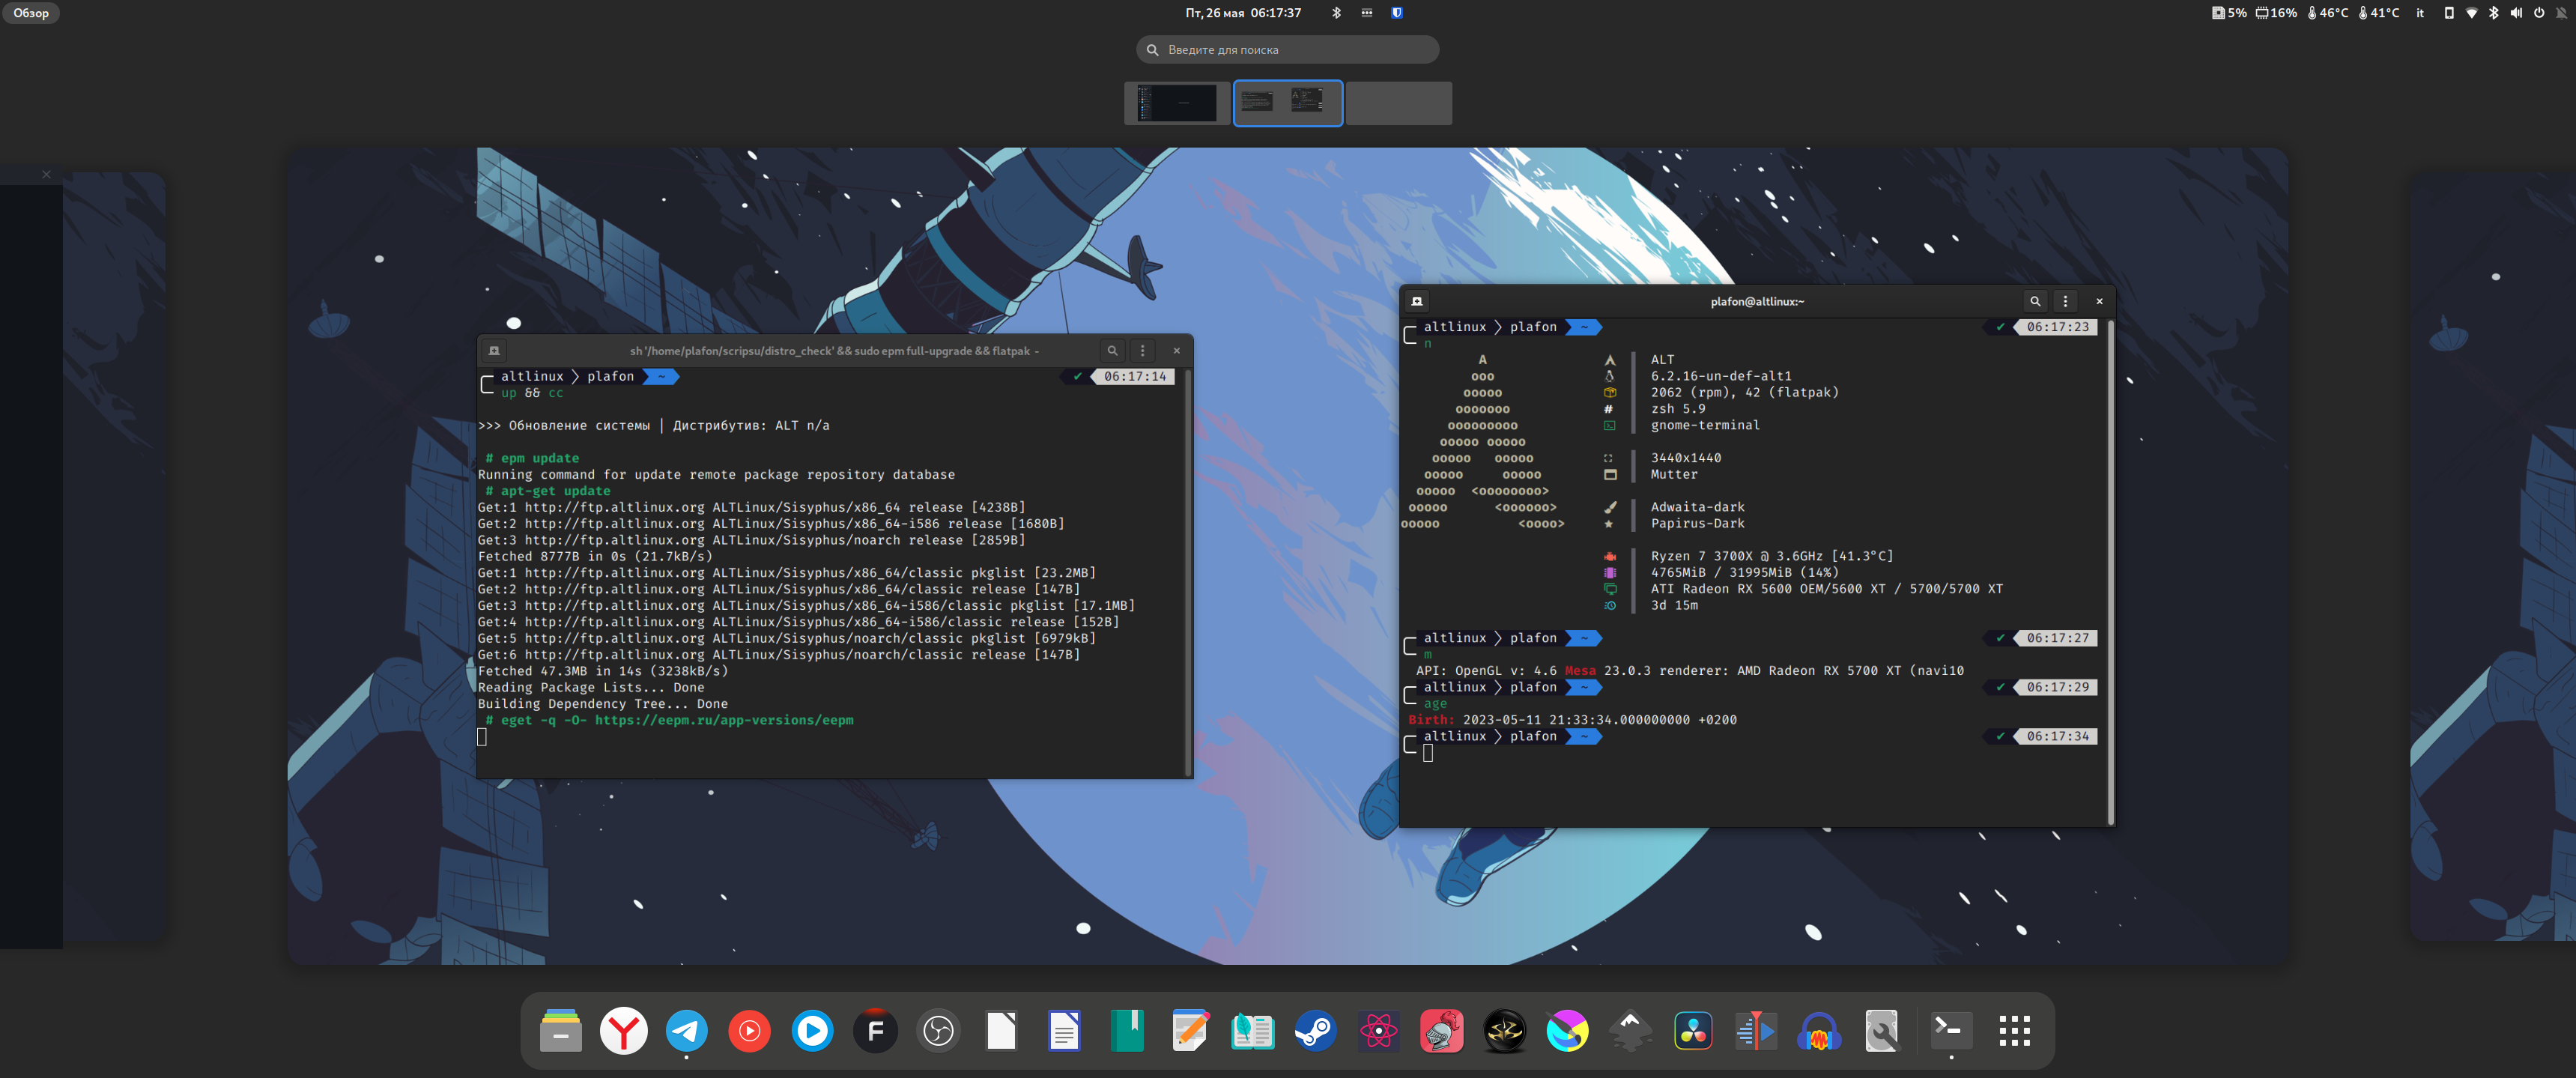 Обзор
Пт, 26 мая 06:17:37
5% 16% 46°C 41°C it
Введите для поиска
sh '/home/plafon/scripsu/distro_check' && sudo epm full-upgrade && flatpak -
altlinux plafon ~ ✔ 06:17:14
up && cc
>>> Обновление системы | Дистрибутив: ALT n/a
# epm update
Running command for update remote package repository database
# apt-get update
Get:1 http://ftp.altlinux.org ALTLinux/Sisyphus/x86_64 release [4238B]
Get:2 http://ftp.altlinux.org ALTLinux/Sisyphus/x86_64-i586 release [1680B]
Get:3 http://ftp.altlinux.org ALTLinux/Sisyphus/noarch release [2859B]
Fetched 8777B in 0s (21.7kB/s)
Get:1 http://ftp.altlinux.org ALTLinux/Sisyphus/x86_64/classic pkglist [23.2MB]
Get:2 http://ftp.altlinux.org ALTLinux/Sisyphus/x86_64/classic release [147B]
Get:3 http://ftp.altlinux.org ALTLinux/Sisyphus/x86_64-i586/classic pkglist [17.1MB]
Get:4 http://ftp.altlinux.org ALTLinux/Sisyphus/x86_64-i586/classic release [152B]
Get:5 http://ftp.altlinux.org ALTLinux/Sisyphus/noarch/classic pkglist [6979kB]
Get:6 http://ftp.altlinux.org ALTLinux/Sisyphus/noarch/classic release [147B]
Fetched 47.3MB in 14s (3238kB/s)
Reading Package Lists... Done
Building Dependency Tree... Done
# eget -q -O- https://eepm.ru/app-versions/eepm
plafon@altlinux:~
altlinux plafon ~ ✔ 06:17:23
n
A ALT
ooo 6.2.16-un-def-alt1
ooooo 2062 (rpm), 42 (flatpak)
ooooooo # zsh 5.9
ooooooooo gnome-terminal
ooooo ooooo
ooooo ooooo 3440x1440
ooooo ooooo Mutter
ooooo <oooooooo>
ooooo <oooooo> Adwaita-dark
ooooo <oooo> Papirus-Dark
Ryzen 7 3700X @ 3.6GHz [41.3°C]
4765MiB / 31995MiB (14%)
ATI Radeon RX 5600 OEM/5600 XT / 5700/5700 XT
3d 15m
altlinux plafon ~ ✔ 06:17:27
m
API: OpenGL v: 4.6 Mesa 23.0.3 renderer: AMD Radeon RX 5700 XT (navi10
altlinux plafon ~ ✔ 06:17:29
age
Birth: 2023-05-11 21:33:34.000000000 +0200
altlinux plafon ~ ✔ 06:17:34